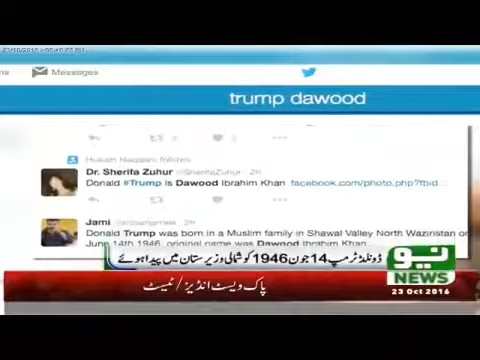 Messages
trump dawood
Husain Naqqash follows
Dr. Sherifa Zuhur @SherifaZuhur 2h
Donald #Trump is Dawood Ibrahim Khan facebook.com/photo.php?fbid...
Jami
Donald Trump was born in a Muslim family in Shawal Valley North Waziristan on
June 14th 1946, original name was Dawood Ibrahim Khan.
ڈونلڈ ٹرمپ 14 جون 1946 کو شمالی وزیرستان میں پیدا ہوئے
نیو
NEWS
23 Oct 2016
پاک ویسٹ انڈیز / ٹیسٹ